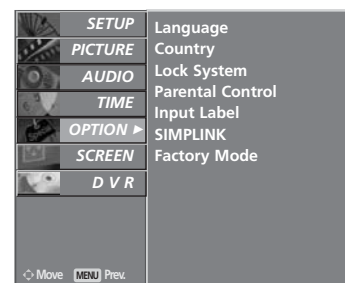 SETUP
PICTURE
AUDIO
TIME
OPTION ►
SCREEN
D V R
Language
Country
Lock System
Parental Control
Input Label
SIMPLINK
Factory Mode
Move MENU Prev.